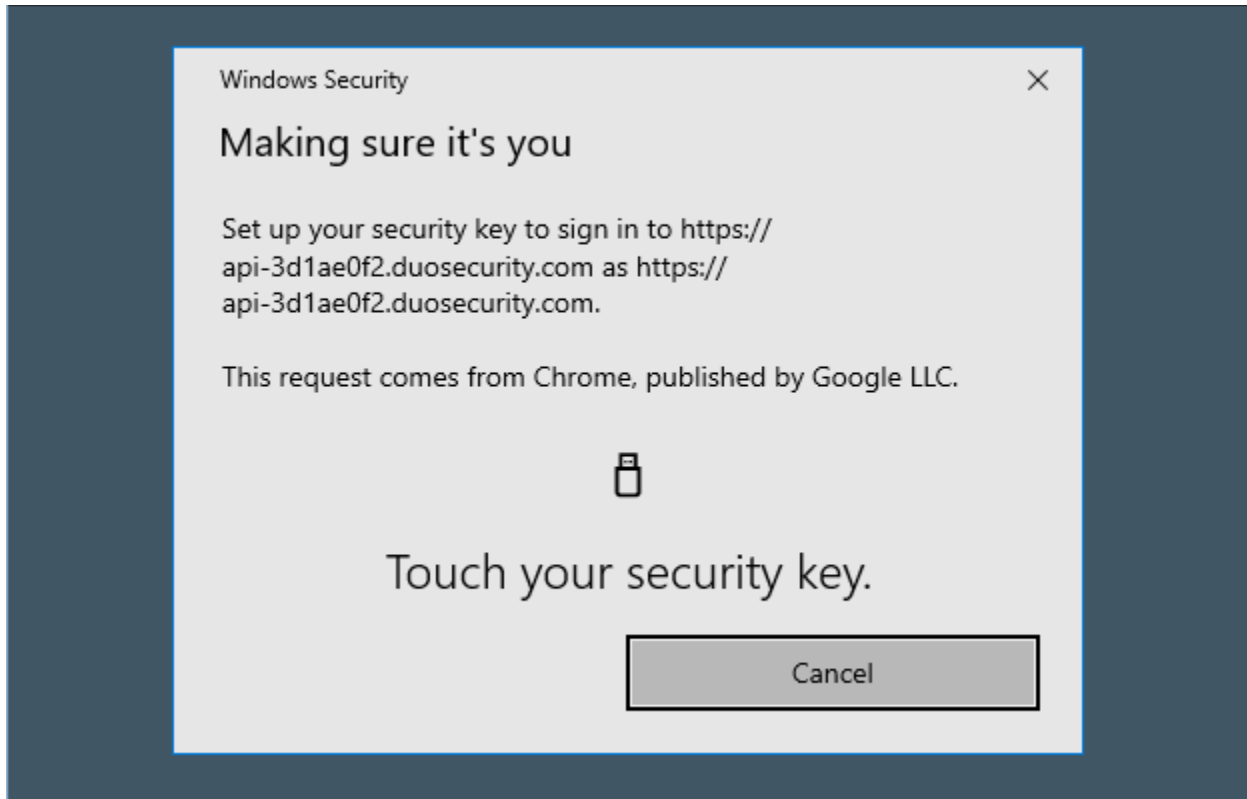 Windows Security
Making sure it's you
Set up your security key to sign in to https://
api-3d1ae0f2.duosecurity.com as https://
api-3d1ae0f2.duosecurity.com.
This request comes from Chrome, published by Google LLC.
Touch your security key.
Cancel